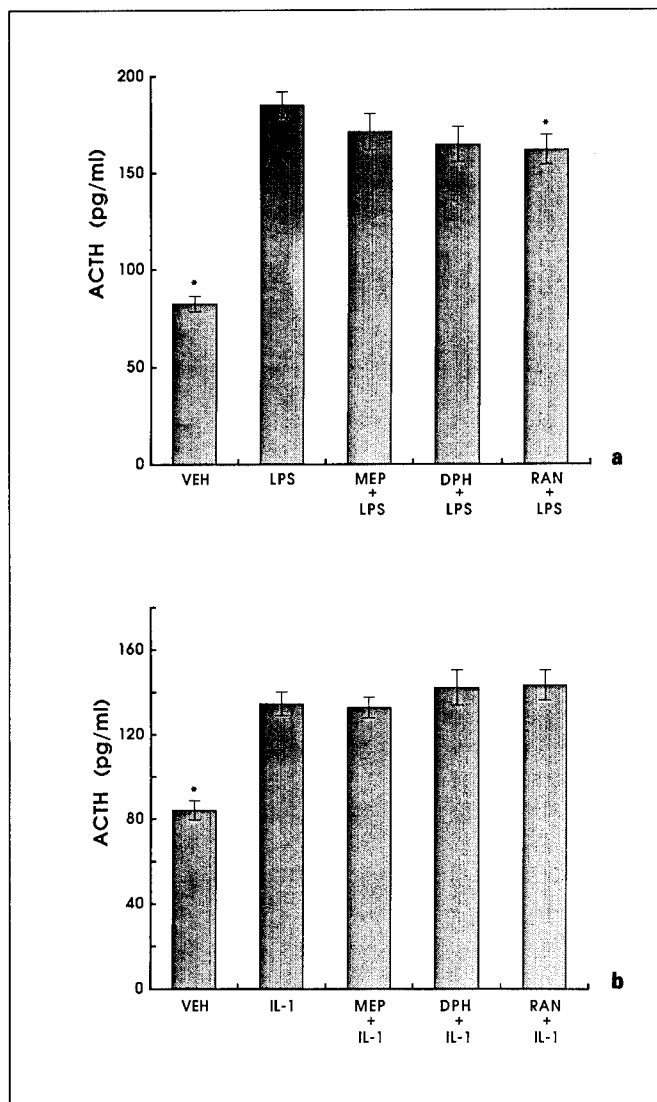 200
150
100
50
0
ACTH (pg/ml)
*
*
VEH
LPS
MEP + LPS
DPH + LPS
RAN + LPS
a
160
120
80
40
0
ACTH (pg/ml)
*
VEH
IL-1
MEP + IL-1
DPH + IL-1
RAN + IL-1
b